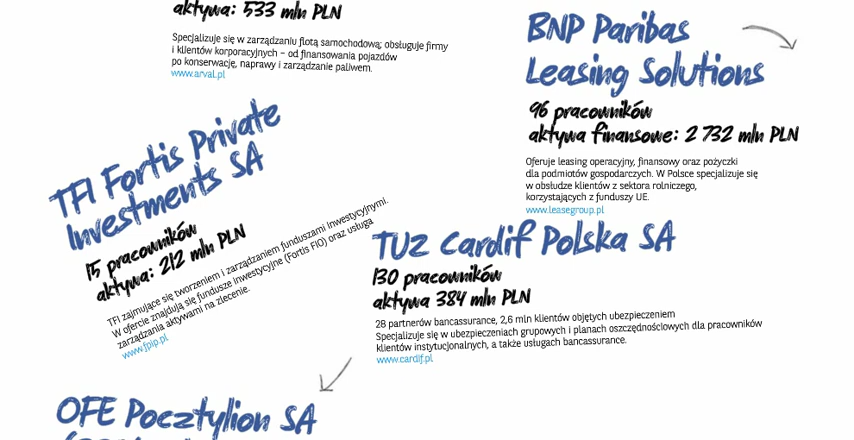 aktywa: 533 mln PLN
Specjalizuje się w zarządzaniu flotą samochodową; obsługuje firmy
i klientów korporacyjnych – od finansowania pojazdów
po konserwację, naprawy i zarządzanie paliwem.
www.arval.pl
BNP Paribas
Leasing Solutions
96 pracowników
aktywa finansowe: 2 732 mln PLN
Oferuje leasing operacyjny, finansowy oraz pożyczki
dla podmiotów gospodarczych. W Polsce specjalizuje się
w obsłudze klientów z sektora rolniczego,
korzystających z funduszy UE.
www.leasegroup.pl
TFI Fortis Private
Investments SA
15 pracowników
aktywa: 212 mln PLN
TFI zajmujące się tworzeniem i zarządzaniem funduszami inwestycyjnymi.
W ofercie znajdują się fundusze inwestycyjne (Fortis FIO) oraz usługa
zarządzania aktywami na zlecenie.
www.fpip.pl
TUZ Cardif Polska SA
130 pracowników
aktywa 384 mln PLN
28 partnerów bancassurance, 2,6 mln klientów objętych ubezpieczeniem
Specjalizuje się w ubezpieczeniach grupowych i planach oszczędnościowych dla pracowników
klientów instytucjonalnych, a także usługach bancassurance.
www.cardif.pl
OFE Pocztylion SA